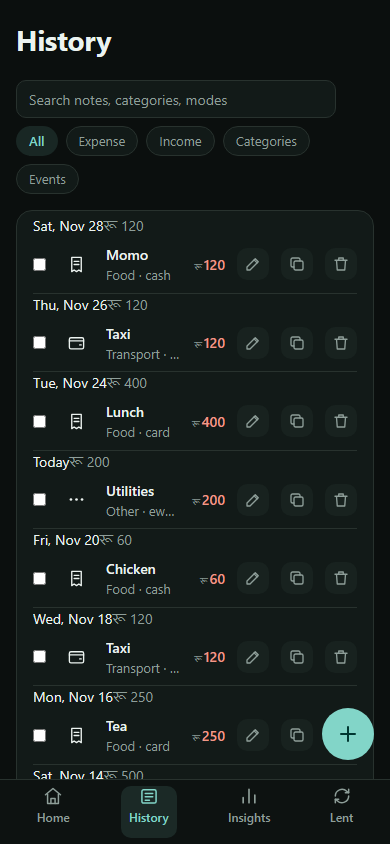 History
Search notes, categories, modes
All Expense Income Categories
Events
Sat, Nov 28रू 120
Momo
Food · cash
रू120
Thu, Nov 26रू 120
Taxi
Transport · ...
रू120
Tue, Nov 24रू 400
Lunch
Food · card
रू400
Todayरू 200
Utilities
Other · ew...
रू200
Fri, Nov 20रू 60
Chicken
Food · cash
रू60
Wed, Nov 18रू 120
Taxi
Transport · ...
रू120
Mon, Nov 16रू 250
Tea
Food · card
रू250
Sat, Nov 14रू 500
Home History Insights Lent